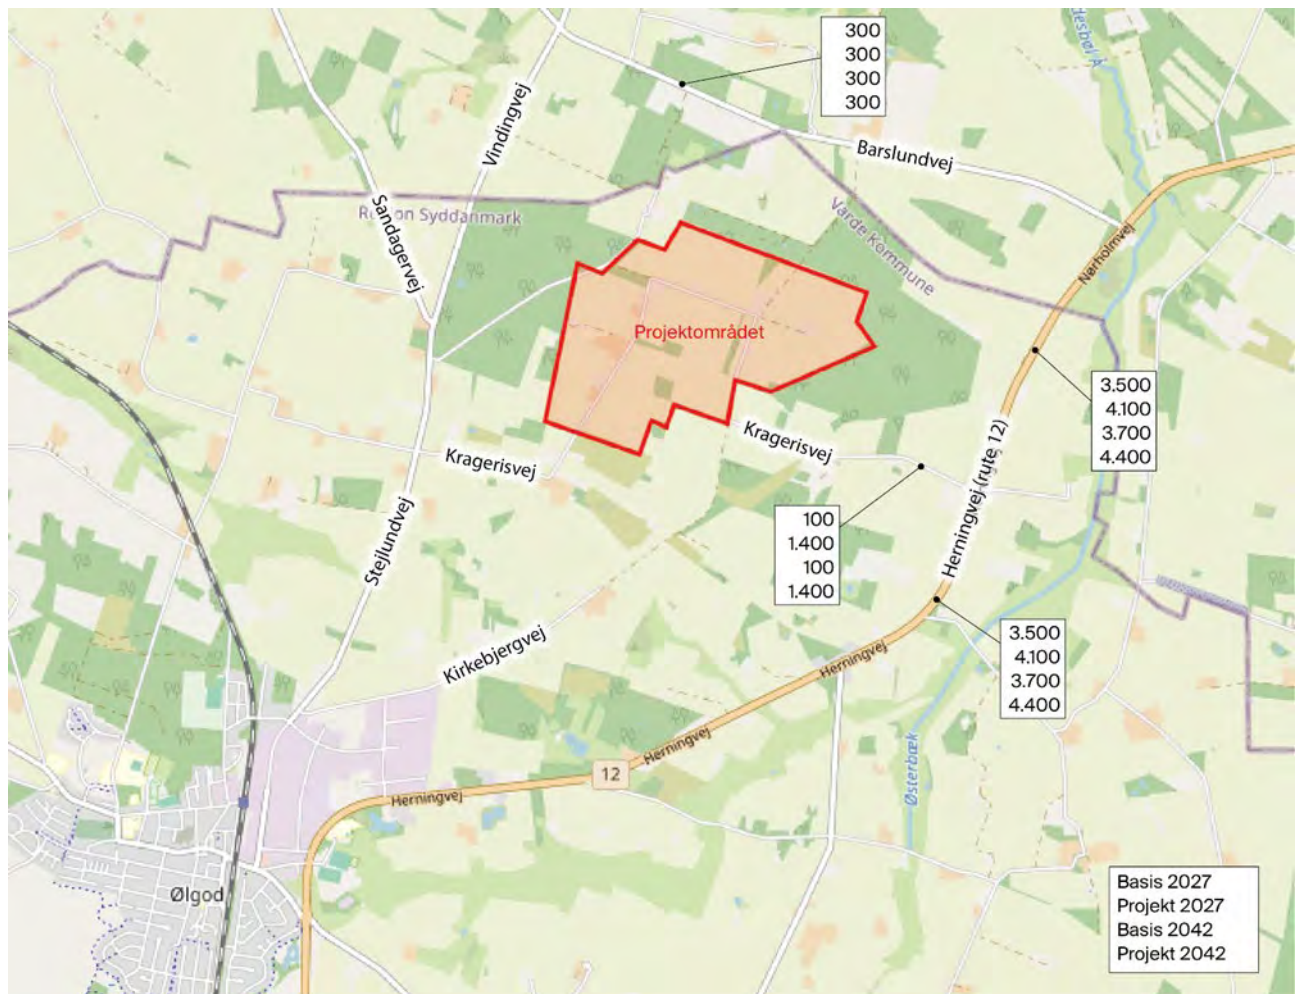 300
300
300
300
desbøl Å
Vindingvej
Barslundvej
Sandagervej
Region Syddanmark
Varde Kommune
Nørholmvej
Projektområdet
3.500
4.100
3.700
4.400
Kragerisvej
Kragerisvej
Herningvej (rute 12)
100
1.400
100
1.400
Stejlundvej
3.500
4.100
3.700
4.400
Kirkebjergvej
Herningvej
Herningvej
12
Herningvej
Østerbæk
Ølgod
Basis 2027
Projekt 2027
Basis 2042
Projekt 2042